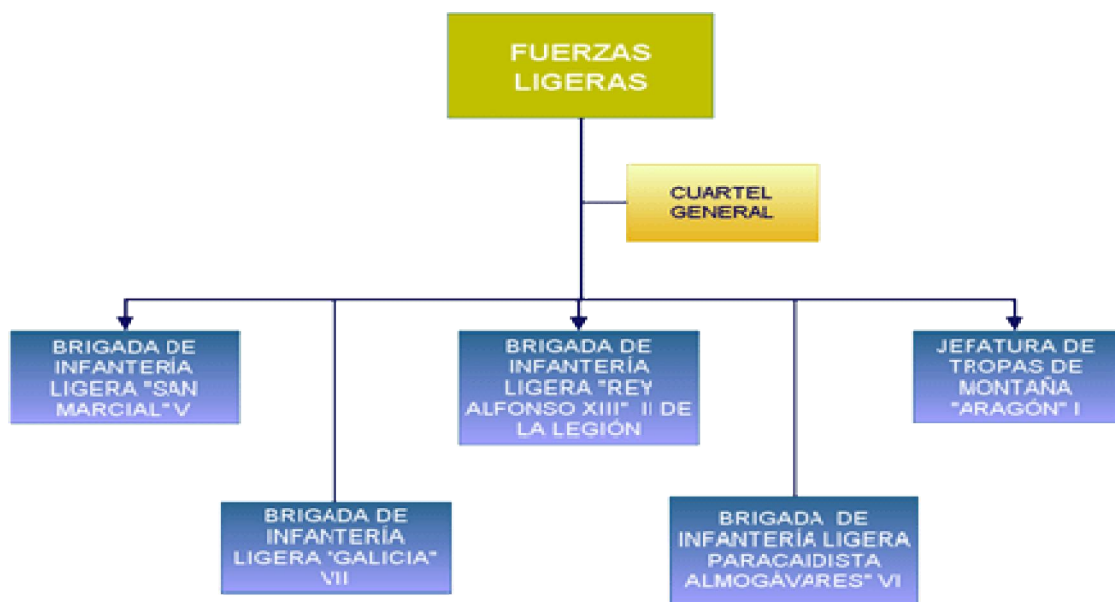 FUERZAS
LIGERAS
CUARTEL
GENERAL
BRIGADA DE
INFANTERÍA
LIGERA "SAN
MARCIAL" V
BRIGADA DE
INFANTERÍA
LIGERA "REY
ALFONSO XIII" II DE
LA LEGIÓN
JEFATURA DE
TROPAS DE
MONTAÑA
"ARAGÓN" I
BRIGADA DE
INFANTERÍA
LIGERA "GALICIA"
VII
BRIGADA DE
INFANTERÍA LIGERA
PARACAIDISTA
ALMOGÁVARES" VI